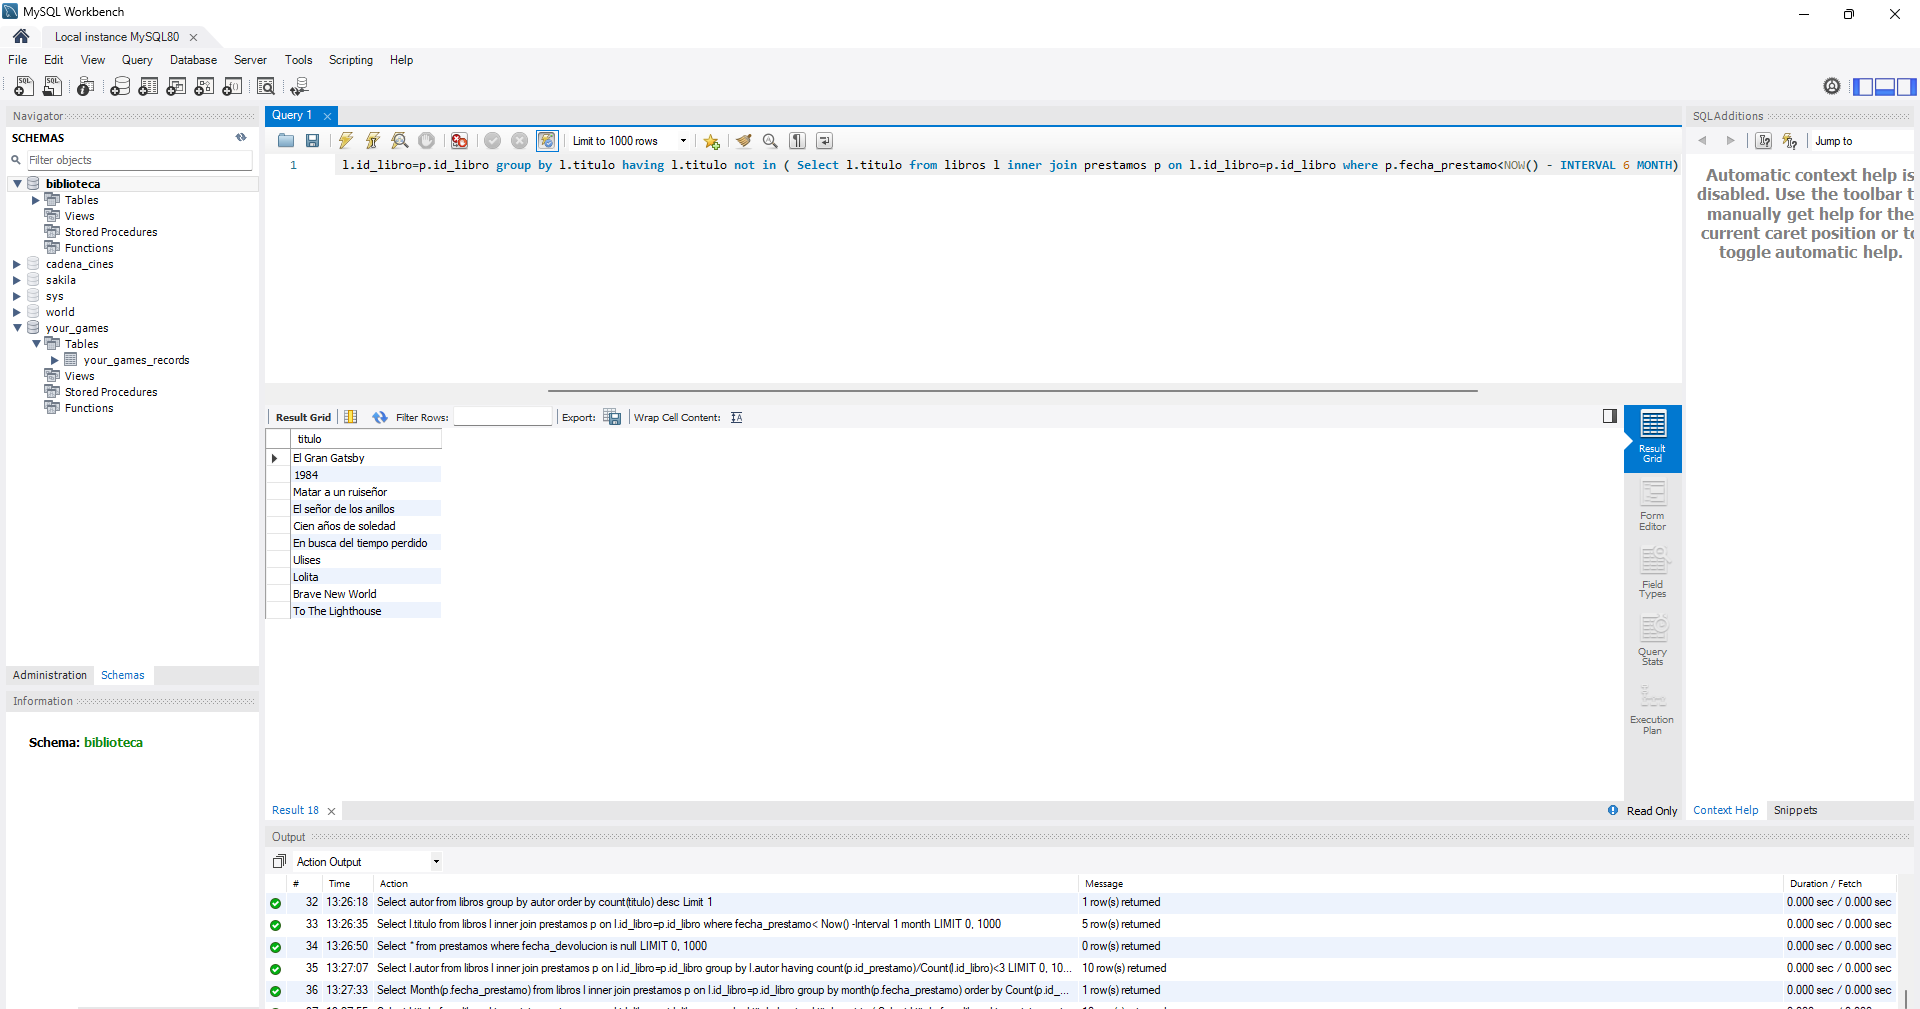 MySQL Workbench
Local instance MySQL80
File Edit View Query Database Server Tools Scripting Help
Navigator
SCHEMAS
Filter objects
biblioteca
Tables
Views
Stored Procedures
Functions
cadena_cines
sakila
sys
world
your_games
Tables
your_games_records
Views
Stored Procedures
Functions
Administration Schemas
Information
Schema: biblioteca
Query 1
Limit to 1000 rows
1 l.id_libro=p.id_libro group by l.titulo having l.titulo not in ( Select l.titulo from libros l inner join prestamos p on l.id_libro=p.id_libro where p.fecha_prestamo<NOW() - INTERVAL 6 MONTH)
Result Grid Filter Rows: Export: Wrap Cell Content:
titulo
El Gran Gatsby
1984
Matar a un ruiseñor
El señor de los anillos
Cien años de soledad
En busca del tiempo perdido
Ulises
Lolita
Brave New World
To The Lighthouse
Result
Grid
Form
Editor
Field
Types
Query
Stats
Execution
Plan
Result 18
Read Only
SQLAdditions
Jump to
Automatic context help is
disabled. Use the toolbar t
manually get help for the
current caret position or to
toggle automatic help.
Context Help Snippets
Output
Action Output
# Time Action Message Duration / Fetch
32 13:26:18 Select autor from libros group by autor order by count(titulo) desc Limit 1 1 row(s) returned 0.000 sec / 0.000 sec
33 13:26:35 Select l.titulo from libros l inner join prestamos p on l.id_libro=p.id_libro where fecha_prestamo< Now() -Interval 1 month LIMIT 0, 1000 5 row(s) returned 0.000 sec / 0.000 sec
34 13:26:50 Select * from prestamos where fecha_devolucion is null LIMIT 0, 1000 0 row(s) returned 0.000 sec / 0.000 sec
35 13:27:07 Select l.autor from libros l inner join prestamos p on l.id_libro=p.id_libro group by l.autor having count(p.id_prestamo)/Count(l.id_libro)<3 LIMIT 0, 10... 10 row(s) returned 0.000 sec / 0.000 sec
36 13:27:33 Select Month(p.fecha_prestamo) from libros l inner join prestamos p on l.id_libro=p.id_libro group by month(p.fecha_prestamo) order by Count(p.id_... 1 row(s) returned 0.000 sec / 0.000 sec